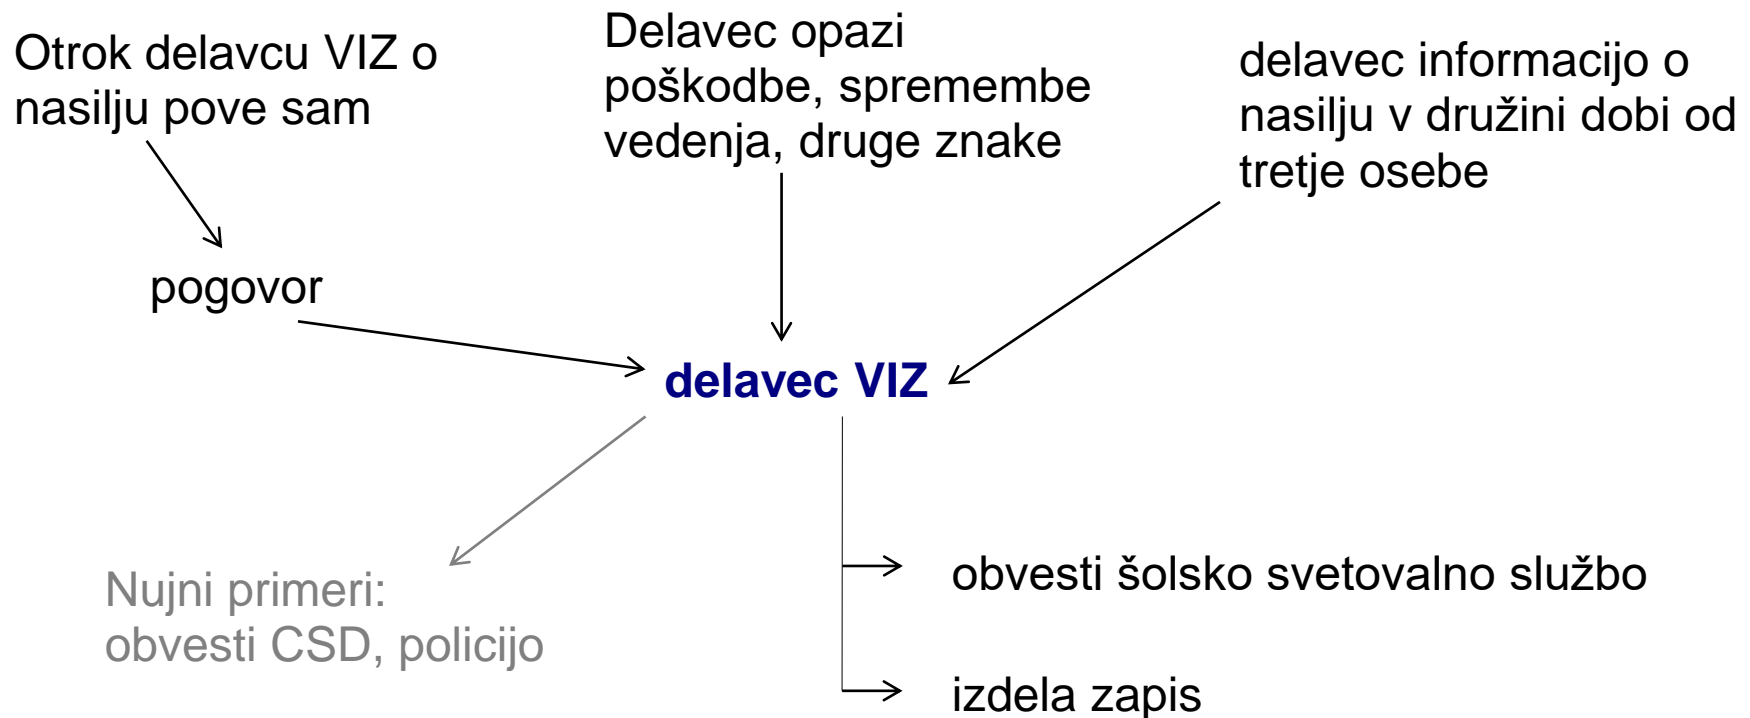 Otrok delavcu VIZ o
nasilju pove sam
Delavec opazi
poškodbe, spremembe
vedenja, druge znake
delavec informacijo o
nasilju v družini dobi od
tretje osebe
pogovor
delavec VIZ
Nujni primeri:
obvesti CSD, policijo
obvesti šolsko svetovalno službo
izdela zapis